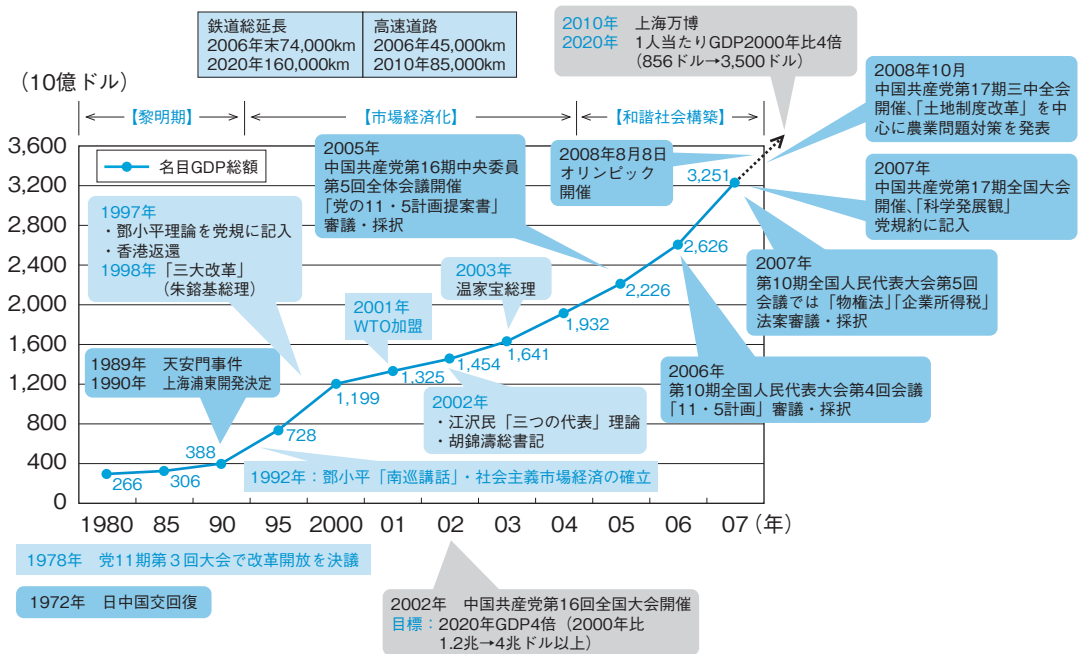 鉄道総延長
2006年末74,000km
2020年160,000km
高速道路
2006年45,000km
2010年85,000km
2010年 上海万博
2020年 1人当たりGDP2000年比4倍
(856ドル→3,500ドル)
(10億ドル)
【黎明期】
【市場経済化】
【和諧社会構築】
2008年10月
中国共産党第17期三中全会
開催、「土地制度改革」を中
心に農業問題対策を発表
3,600
3,200
2,800
2,400
2,000
1,600
1,200
800
400
0
名目GDP総額
2005年
中国共産党第16期中央委員
第5回全体会議開催
「党の11・5計画提案書」
審議・採択
2008年8月8日
オリンピック
開催
2007年
中国共産党第17期全国大会
開催、「科学発展観」
党規約に記入
1997年
・鄧小平理論を党規に記入
・香港返還
1998年 「三大改革」
(朱鎔基総理)
2003年
温家宝総理
2007年
第10期全国人民代表大会第5回
会議では「物権法」「企業所得税」
法案審議・採択
2001年
WTO加盟
1989年 天安門事件
1990年 上海浦東開発決定
2006年
第10期全国人民代表大会第4回会議
「11・5計画」審議・採択
2002年
・江沢民「三つの代表」理論
・胡錦濤総書記
1992年：鄧小平「南巡講話」・社会主義市場経済の確立
266
306
388
728
1,199
1,325
1,454
1,641
1,932
2,226
2,626
3,251
1980
85
90
95
2000
01
02
03
04
05
06
07
(年)
1978年 党11期第３回大会で改革開放を決議
1972年 日中国交回復
2002年 中国共産党第16回全国大会開催
目標：2020年GDP4倍（2000年比
1.2兆→4兆ドル以上）